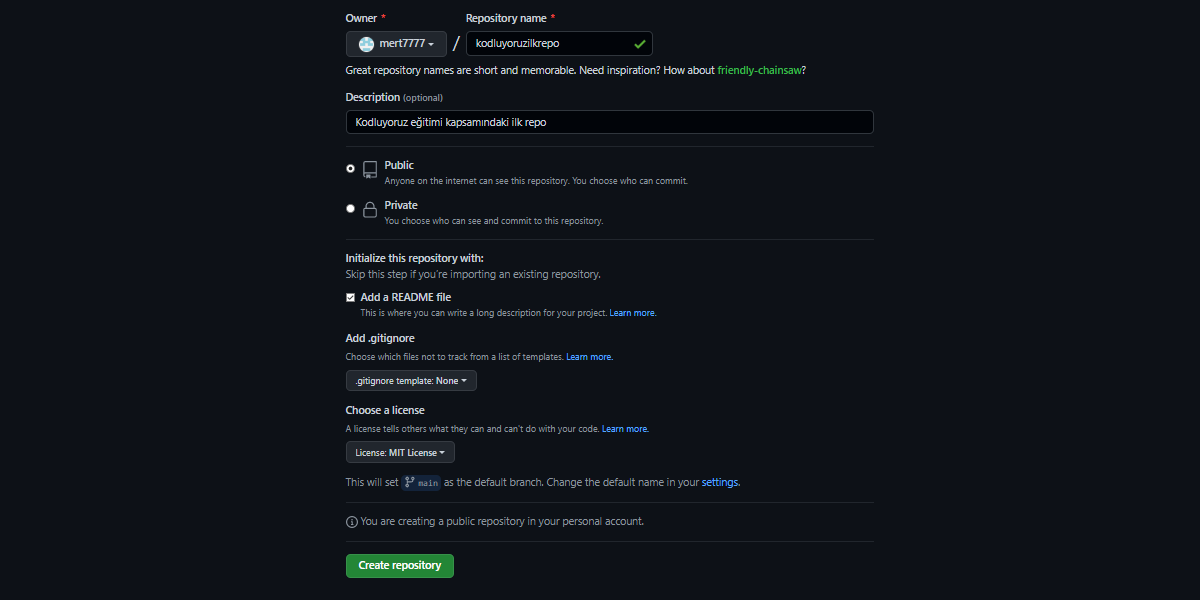 Owner * Repository name *
mert7777 / kodluyoruzilkrepo
Great repository names are short and memorable. Need inspiration? How about friendly-chainsaw?
Description (optional)
Kodluyoruz eğitimi kapsamındaki ilk repo
Public
Anyone on the internet can see this repository. You choose who can commit.
Private
You choose who can see and commit to this repository.
Initialize this repository with:
Skip this step if you're importing an existing repository.
Add a README file
This is where you can write a long description for your project. Learn more.
Add .gitignore
Choose which files not to track from a list of templates. Learn more.
.gitignore template: None
Choose a license
A license tells others what they can and can't do with your code. Learn more.
License: MIT License
This will set main as the default branch. Change the default name in your settings.
You are creating a public repository in your personal account.
Create repository